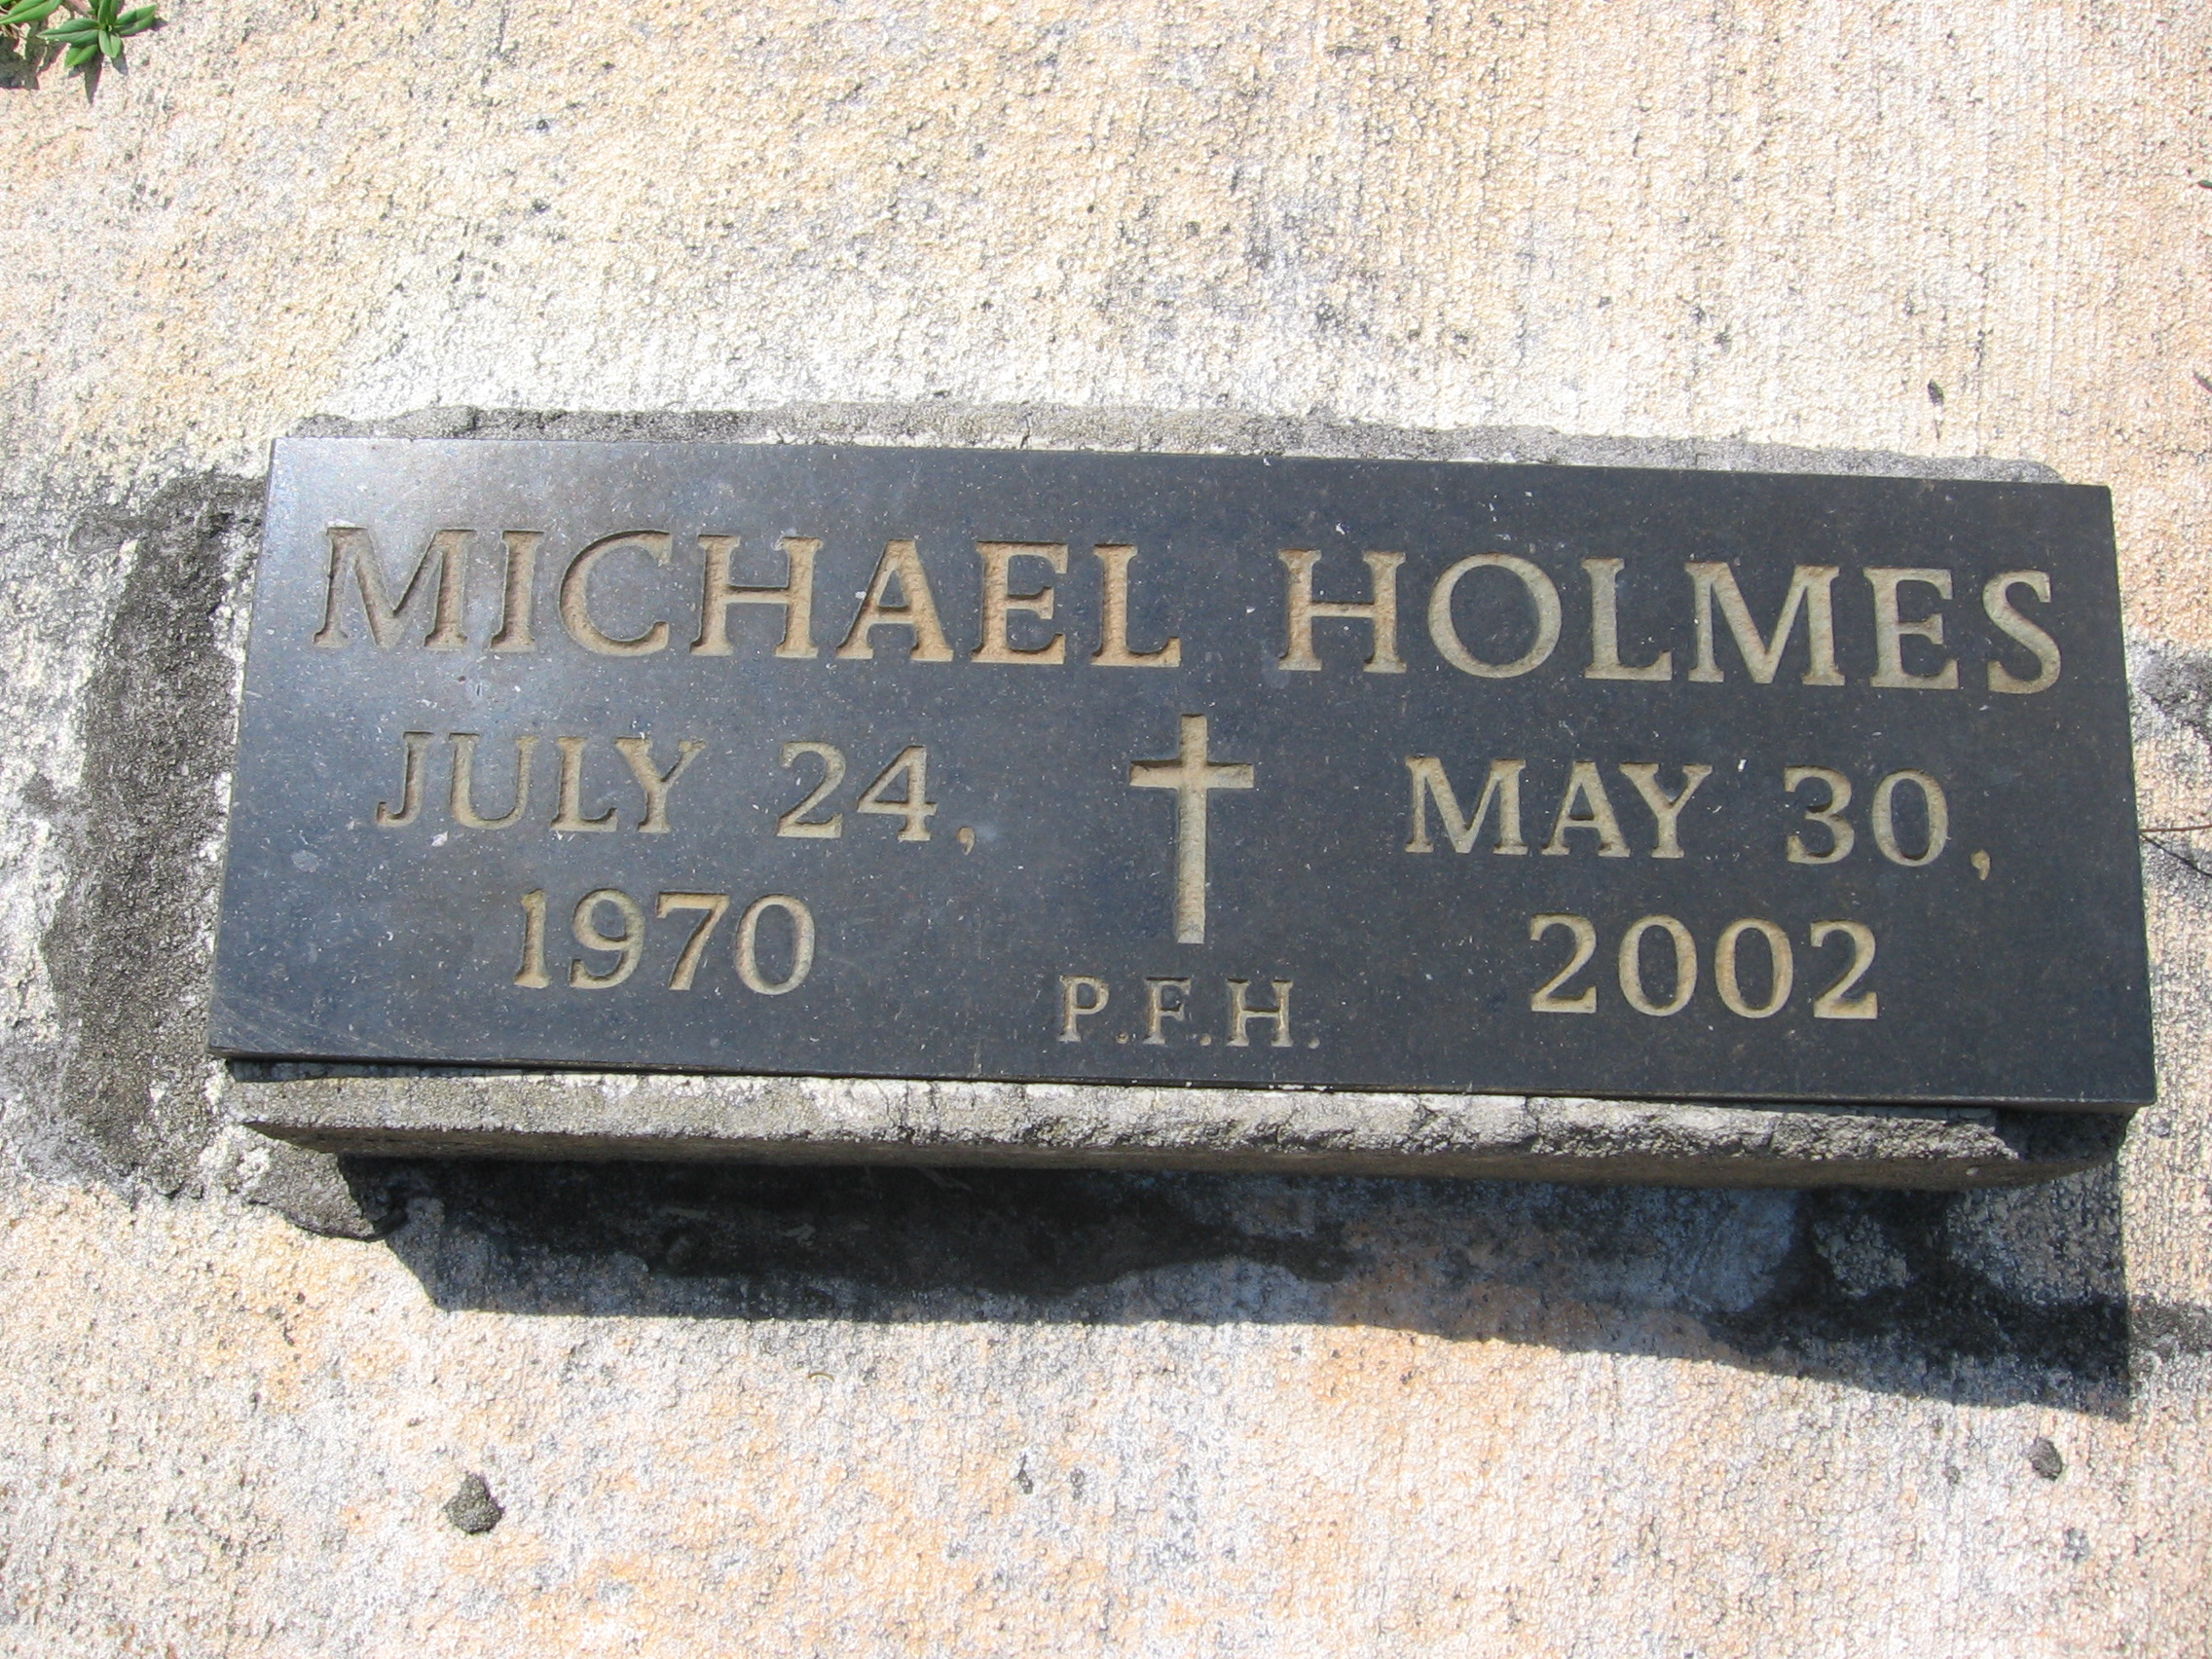 MICHAEL HOLMES
JULY 24,
1970
MAY 30,
2002
P.F.H.